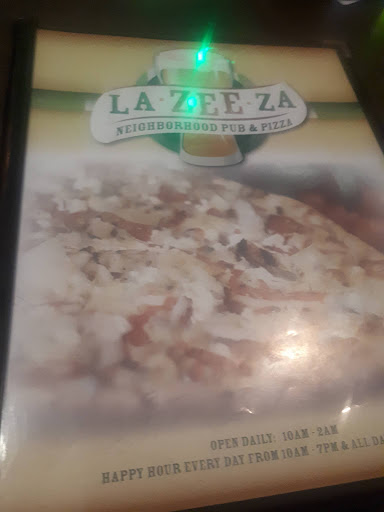 LA·ZEE·ZA
NEIGHBORHOOD PUB & PIZZA
OPEN DAILY: 10AM - 2AM
HAPPY HOUR EVERY DAY FROM 10AM - 7PM & ALL DA